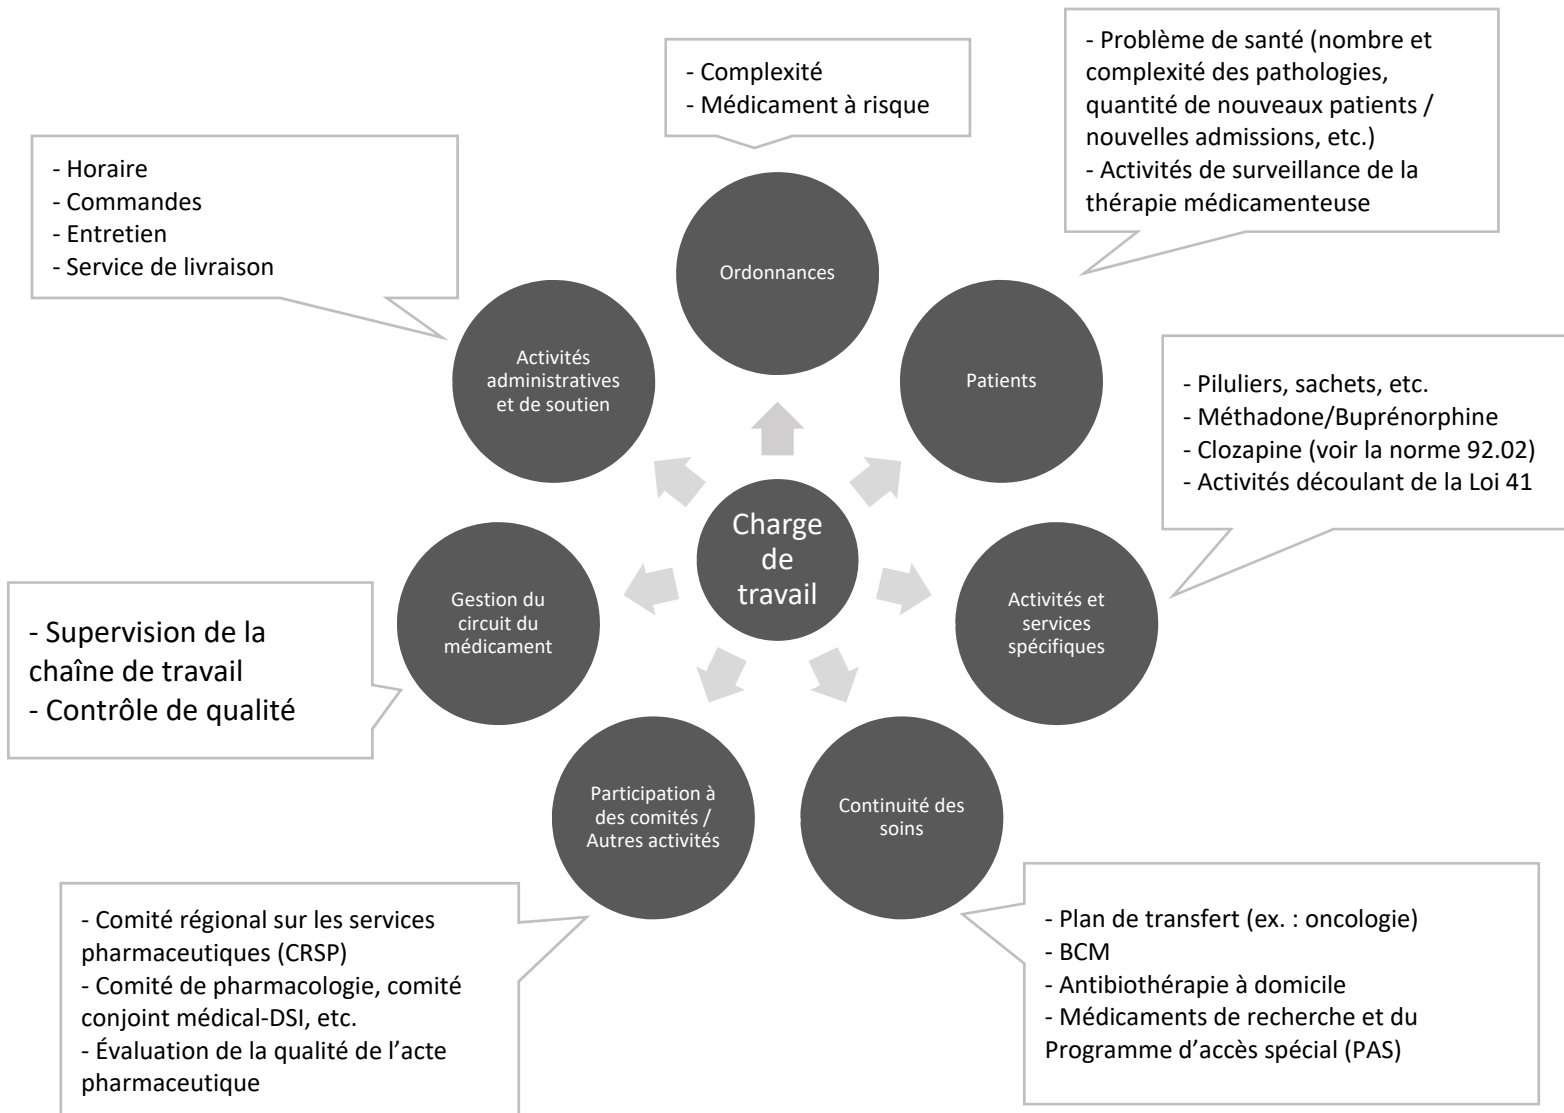 - Complexité
- Médicament à risque
- Problème de santé (nombre et
complexité des pathologies,
quantité de nouveaux patients /
nouvelles admissions, etc.)
- Activités de surveillance de la
thérapie médicamenteuse
- Horaire
- Commandes
- Entretien
- Service de livraison
Ordonnances
Activités
administratives
et de soutien
Patients
- Piluliers, sachets, etc.
- Méthadone/Buprénorphine
- Clozapine (voir la norme 92.02)
- Activités découlant de la Loi 41
Charge
de
travail
Gestion du
circuit du
médicament
Activités et
services
spécifiques
- Supervision de la
chaîne de travail
- Contrôle de qualité
Participation à
des comités /
Autres activités
Continuité des
soins
- Comité régional sur les services
pharmaceutiques (CRSP)
- Comité de pharmacologie, comité
conjoint médical-DSI, etc.
- Évaluation de la qualité de l’acte
pharmaceutique
- Plan de transfert (ex. : oncologie)
- BCM
- Antibiothérapie à domicile
- Médicaments de recherche et du
Programme d’accès spécial (PAS)